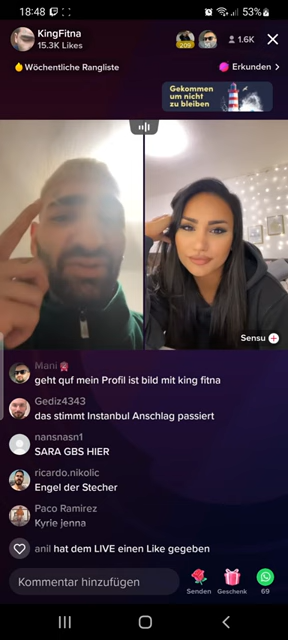 18:48
53%
KingFitna
15.3K Likes
209
1.6K
Wöchentliche Rangliste
Erkunden
Gekommen
um nicht
zu bleiben
Sensu
Mani
geht quf mein Profil ist bild mit king fitna
Gediz4343
das stimmt Instanbul Anschlag passiert
nansnasn1
SARA GBS HIER
ricardo.nikolic
Engel der Stecher
Paco Ramirez
Kyrie jenna
anil hat dem LIVE einen Like gegeben
Kommentar hinzufügen
Senden
Geschenk
69